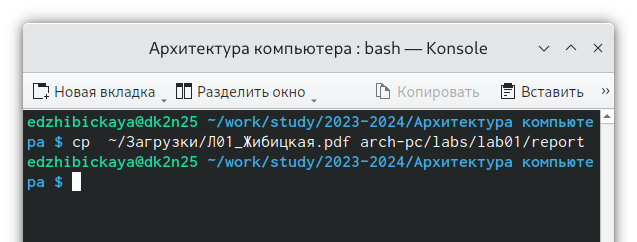 Архитектура компьютера : bash — Konsole
Новая вкладка Разделить окно Копировать Вставить »
edzhibickaya@dk2n25 ~/work/study/2023-2024/Архитектура компьюте
ра $ cp  ~/Загрузки/Л01_Жибицкая.pdf arch-pc/labs/lab01/report
edzhibickaya@dk2n25 ~/work/study/2023-2024/Архитектура компьюте
ра $